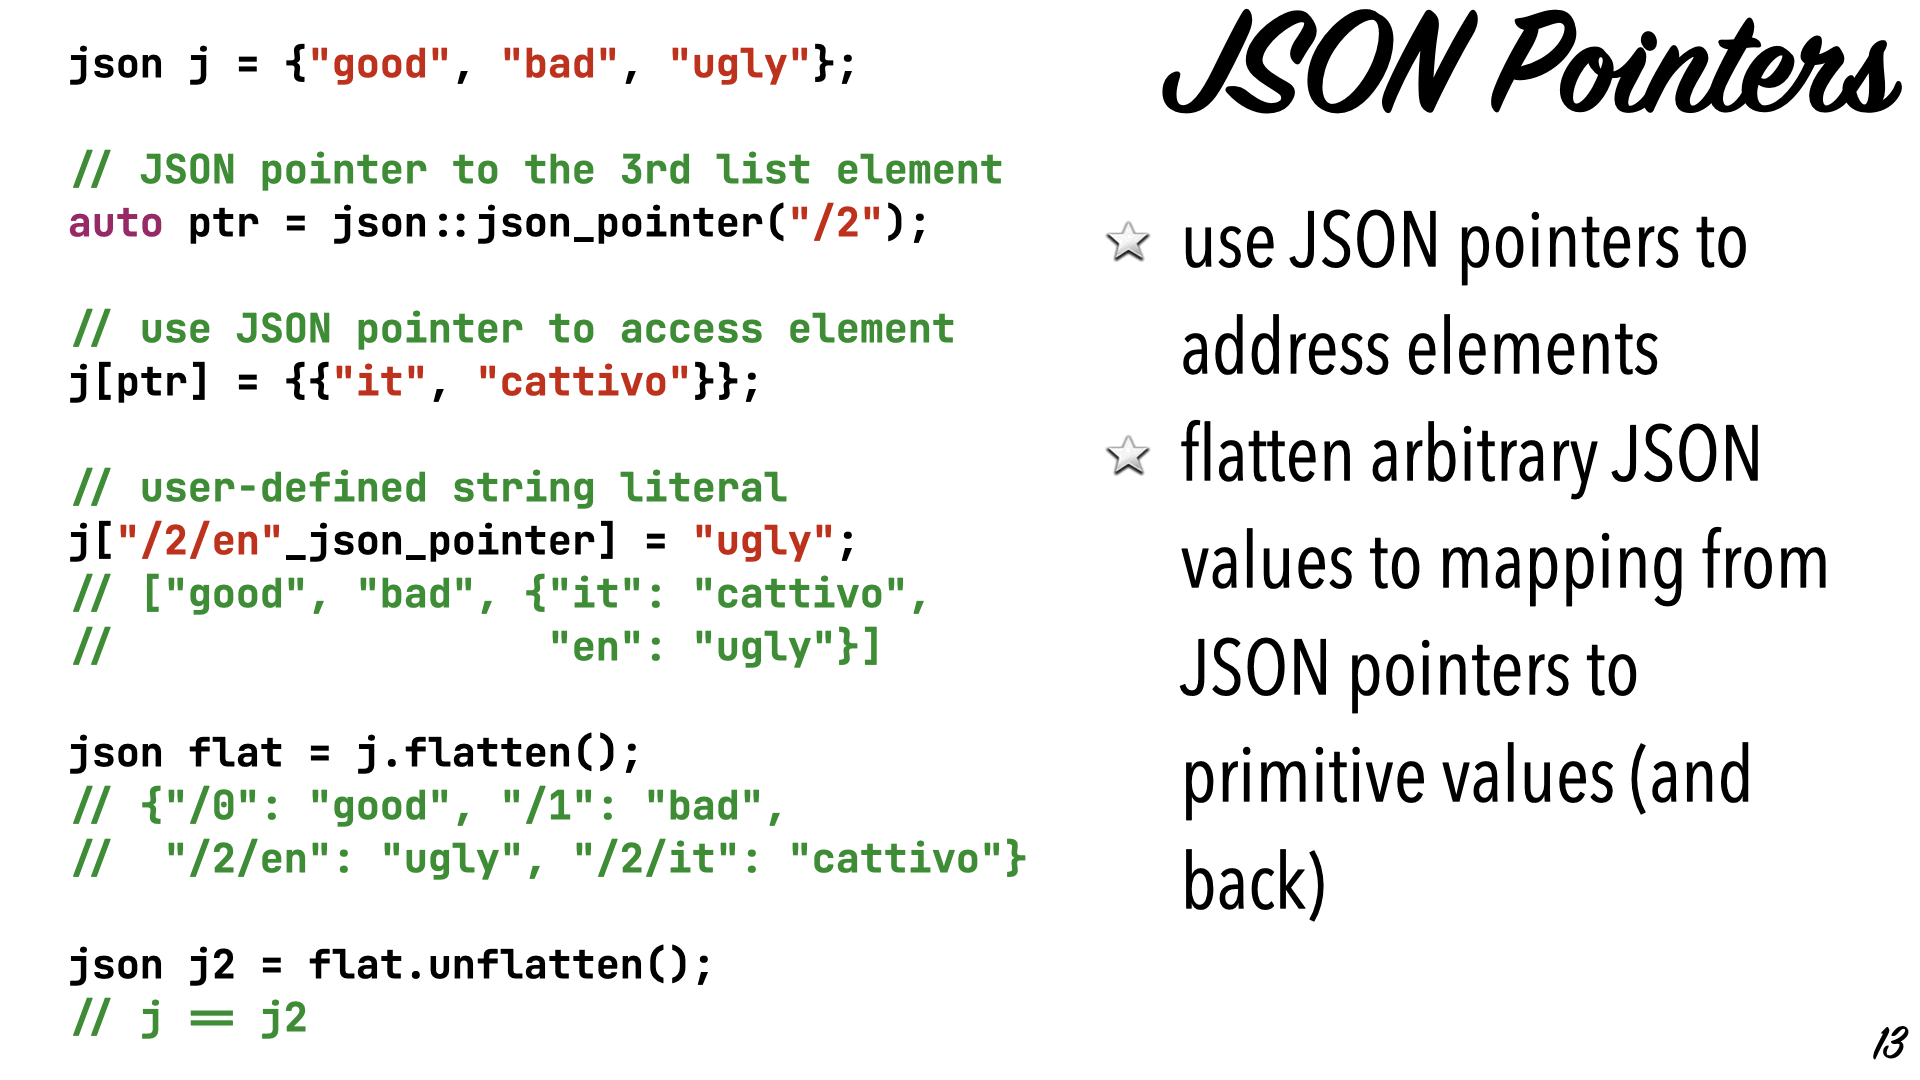 JSON Pointers
json j = {"good", "bad", "ugly"};
// JSON pointer to the 3rd list element
auto ptr = json::json_pointer("/2");
// use JSON pointer to access element
j[ptr] = {{"it", "cattivo"}};
// user-defined string literal
j["/2/en"_json_pointer] = "ugly";
// ["good", "bad", {"it": "cattivo",
//                  "en": "ugly"}]
json flat = j.flatten();
// {"/0": "good", "/1": "bad",
//  "/2/en": "ugly", "/2/it": "cattivo"}
json j2 = flat.unflatten();
// j == j2
use JSON pointers to
address elements
flatten arbitrary JSON
values to mapping from
JSON pointers to
primitive values (and
back)
13